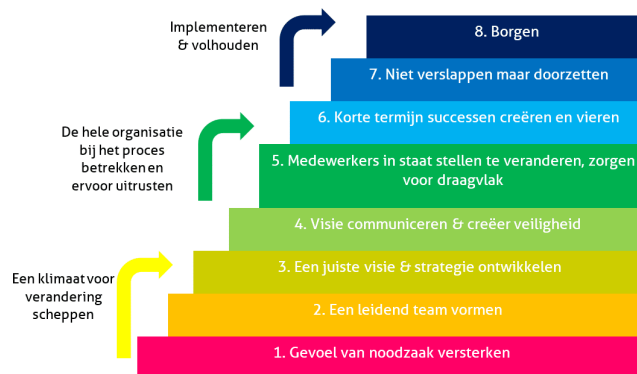 Implementeren
& volhouden
8. Borgen
7. Niet verslappen maar doorzetten
6. Korte termijn successen creëren en vieren
De hele organisatie
bij het proces
betrekken en
ervoor uitrusten
5. Medewerkers in staat stellen te veranderen, zorgen
voor draagvlak
4. Visie communiceren & creëer veiligheid
3. Een juiste visie & strategie ontwikkelen
Een klimaat voor
verandering
scheppen
2. Een leidend team vormen
1. Gevoel van noodzaak versterken